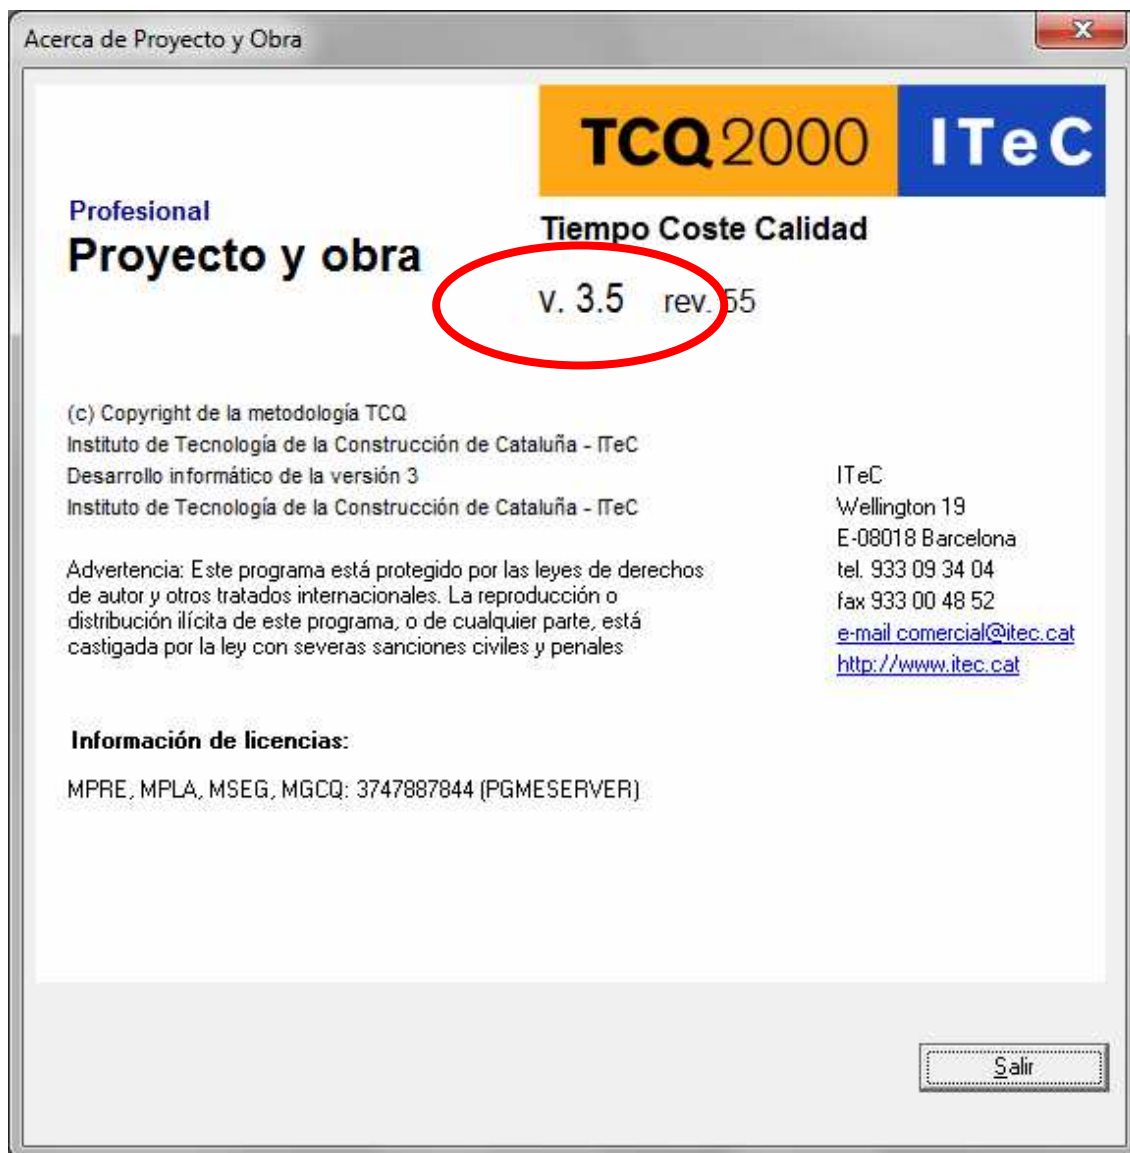 Acerca de Proyecto y Obra
TCQ2000 ITeC
Profesional
Proyecto y obra
Tiempo Coste Calidad
v. 3.5 rev. 55
(c) Copyright de la metodología TCQ
Instituto de Tecnología de la Construcción de Cataluña - ITeC
Desarrollo informático de la versión 3
Instituto de Tecnología de la Construcción de Cataluña - ITeC
Advertencia: Este programa está protegido por las leyes de derechos
de autor y otros tratados internacionales. La reproducción o
distribución ilícita de este programa, o de cualquier parte, está
castigada por la ley con severas sanciones civiles y penales
ITeC
Wellington 19
E-08018 Barcelona
tel. 933 09 34 04
fax 933 00 48 52
e-mail comercial@itec.cat
http://www.itec.cat
Información de licencias:
MPRE, MPLA, MSEG, MGCQ: 3747887844 (PGMESERVER)
Salir